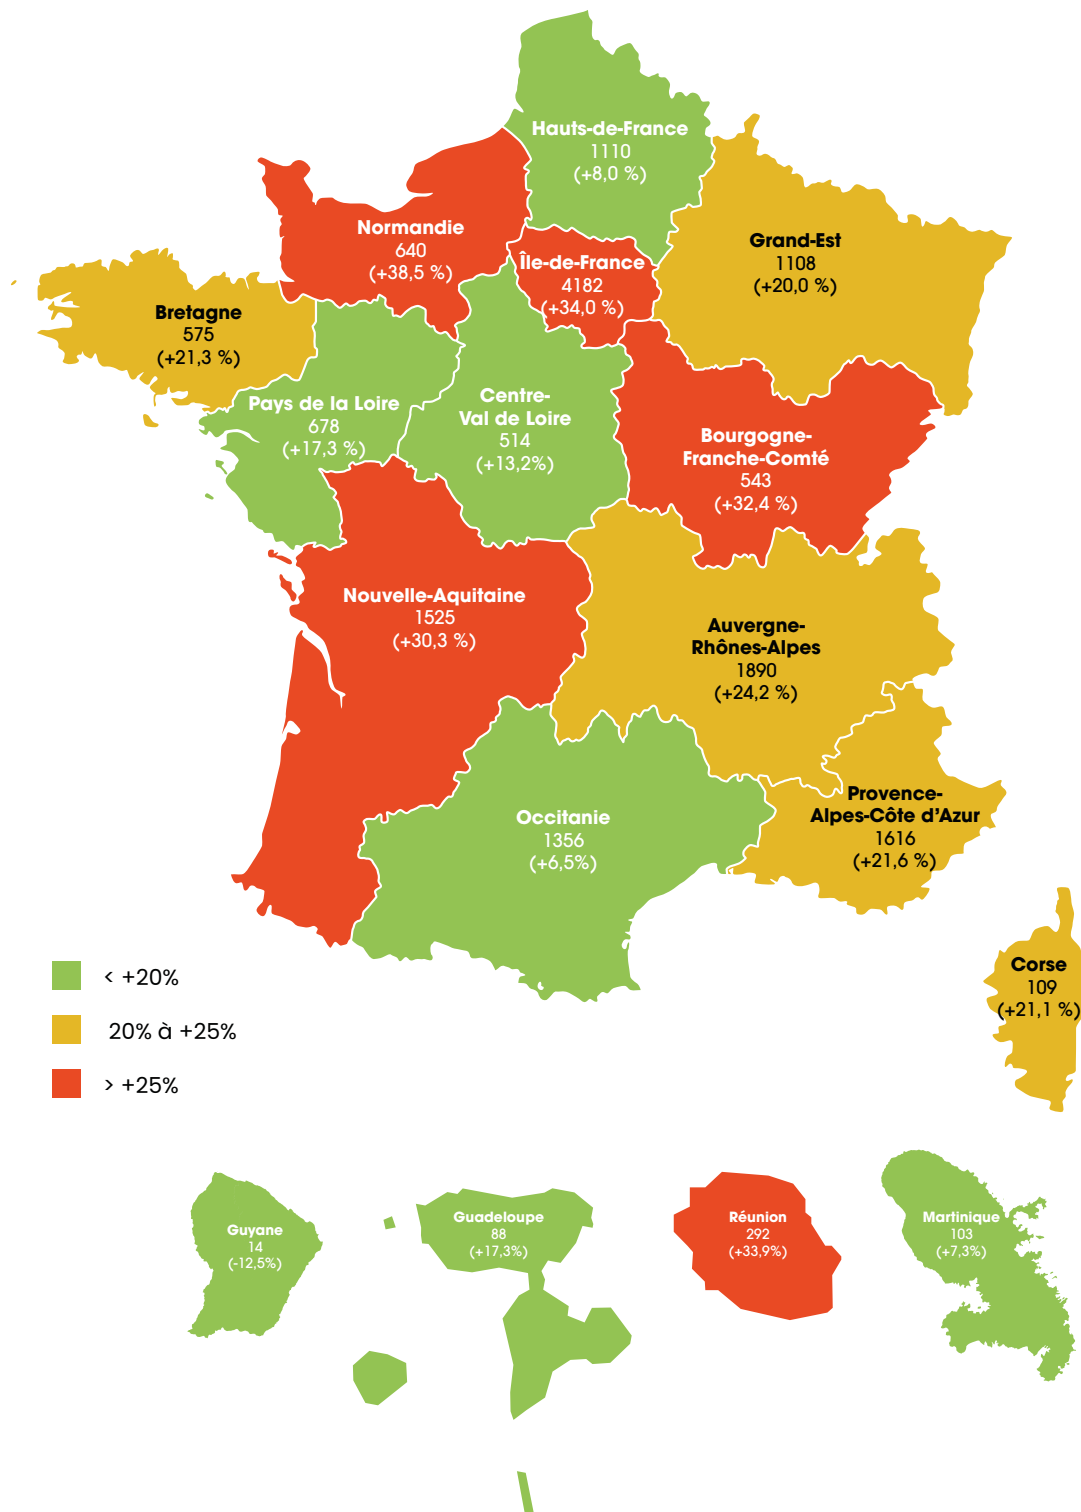 Hauts-de-France
1110
(+8,0 %)
Normandie
640
(+38,5 %)
Île-de-France
4182
(+34,0 %)
Grand-Est
1108
(+20,0 %)
Bretagne
575
(+21,3 %)
Pays de la Loire
678
(+17,3 %)
Centre-
Val de Loire
514
(+13,2%)
Bourgogne-
Franche-Comté
543
(+32,4 %)
Nouvelle-Aquitaine
1525
(+30,3 %)
Auvergne-
Rhônes-Alpes
1890
(+24,2 %)
Occitanie
1356
(+6,5%)
Provence-
Alpes-Côte d'Azur
1616
(+21,6 %)
Corse
109
(+21,1 %)
< +20%
20% à +25%
> +25%
Guyane
14
(-12,5%)
Guadeloupe
88
(+17,3%)
Réunion
292
(+33,9%)
Martinique
103
(+7,3%)